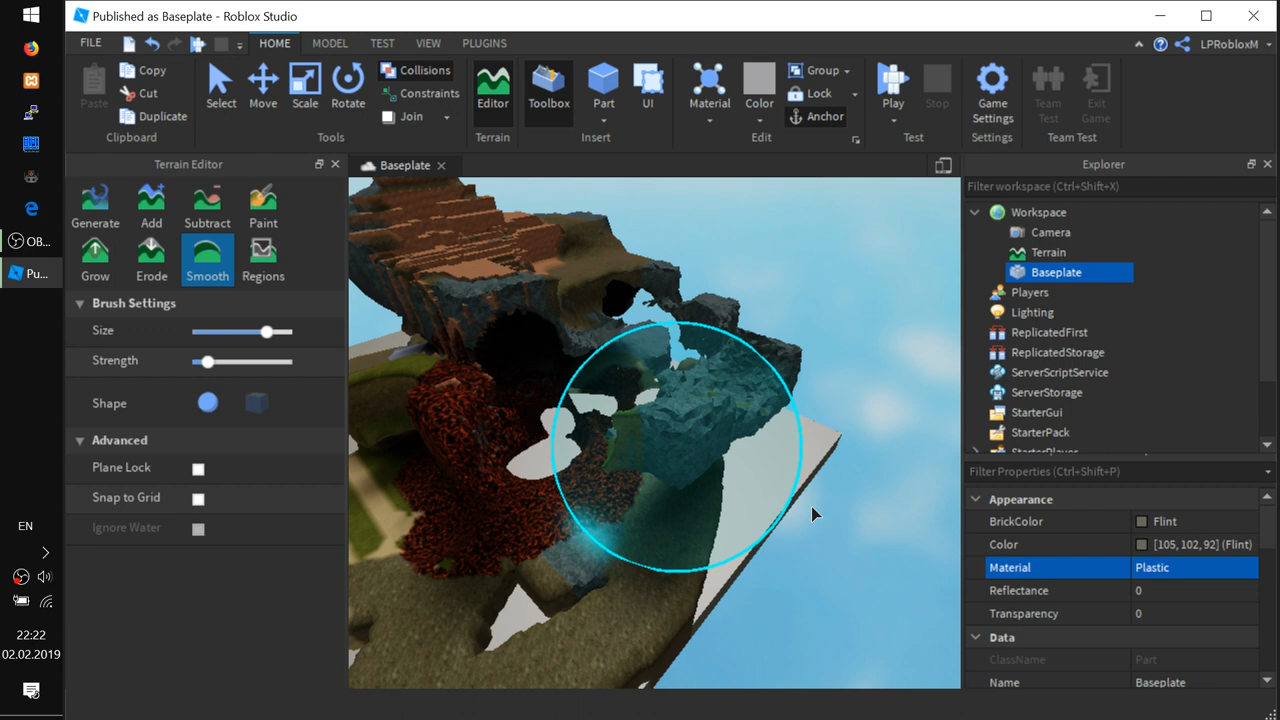 Published as Baseplate - Roblox Studio
FILE
HOME
MODEL
TEST
VIEW
PLUGINS
LPRobloxM
Paste
Copy
Cut
Duplicate
Clipboard
Select
Move
Scale
Rotate
Collisions
Constraints
Join
Tools
Editor
Terrain
Toolbox
Part
UI
Insert
Material
Color
Group
Lock
Anchor
Edit
Play
Stop
Test
Game
Settings
Settings
Team
Test
Exit
Game
Team Test
Terrain Editor
Generate
Add
Subtract
Paint
Grow
Erode
Smooth
Regions
Brush Settings
Size
Strength
Shape
Advanced
Plane Lock
Snap to Grid
Ignore Water
Baseplate
Explorer
Filter workspace (Ctrl+Shift+X)
Workspace
Camera
Terrain
Baseplate
Players
Lighting
ReplicatedFirst
ReplicatedStorage
ServerScriptService
ServerStorage
StarterGui
StarterPack
StarterPlayer
Filter Properties (Ctrl+Shift+P)
Appearance
BrickColor Flint
Color [105, 102, 92] (Flint)
Material Plastic
Reflectance 0
Transparency 0
Data
ClassName Part
Name Baseplate
OB...
Pu...
EN
22:22
02.02.2019